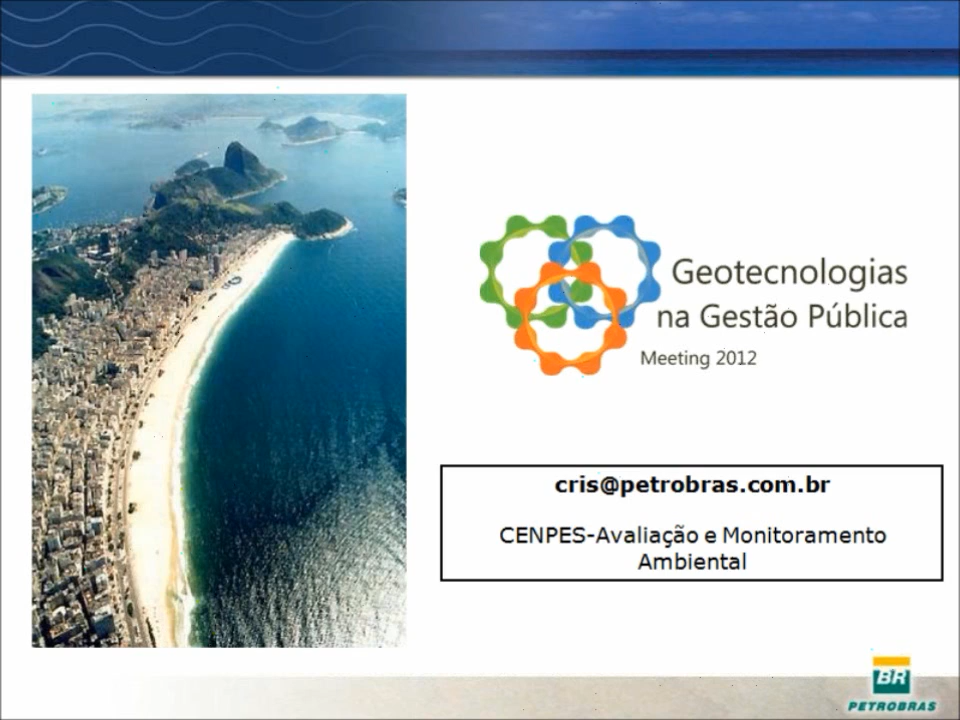 Geotecnologias
na Gestão Pública
Meeting 2012
cris@petrobras.com.br
CENPES-Avaliação e Monitoramento
Ambiental
BR
PETROBRAS